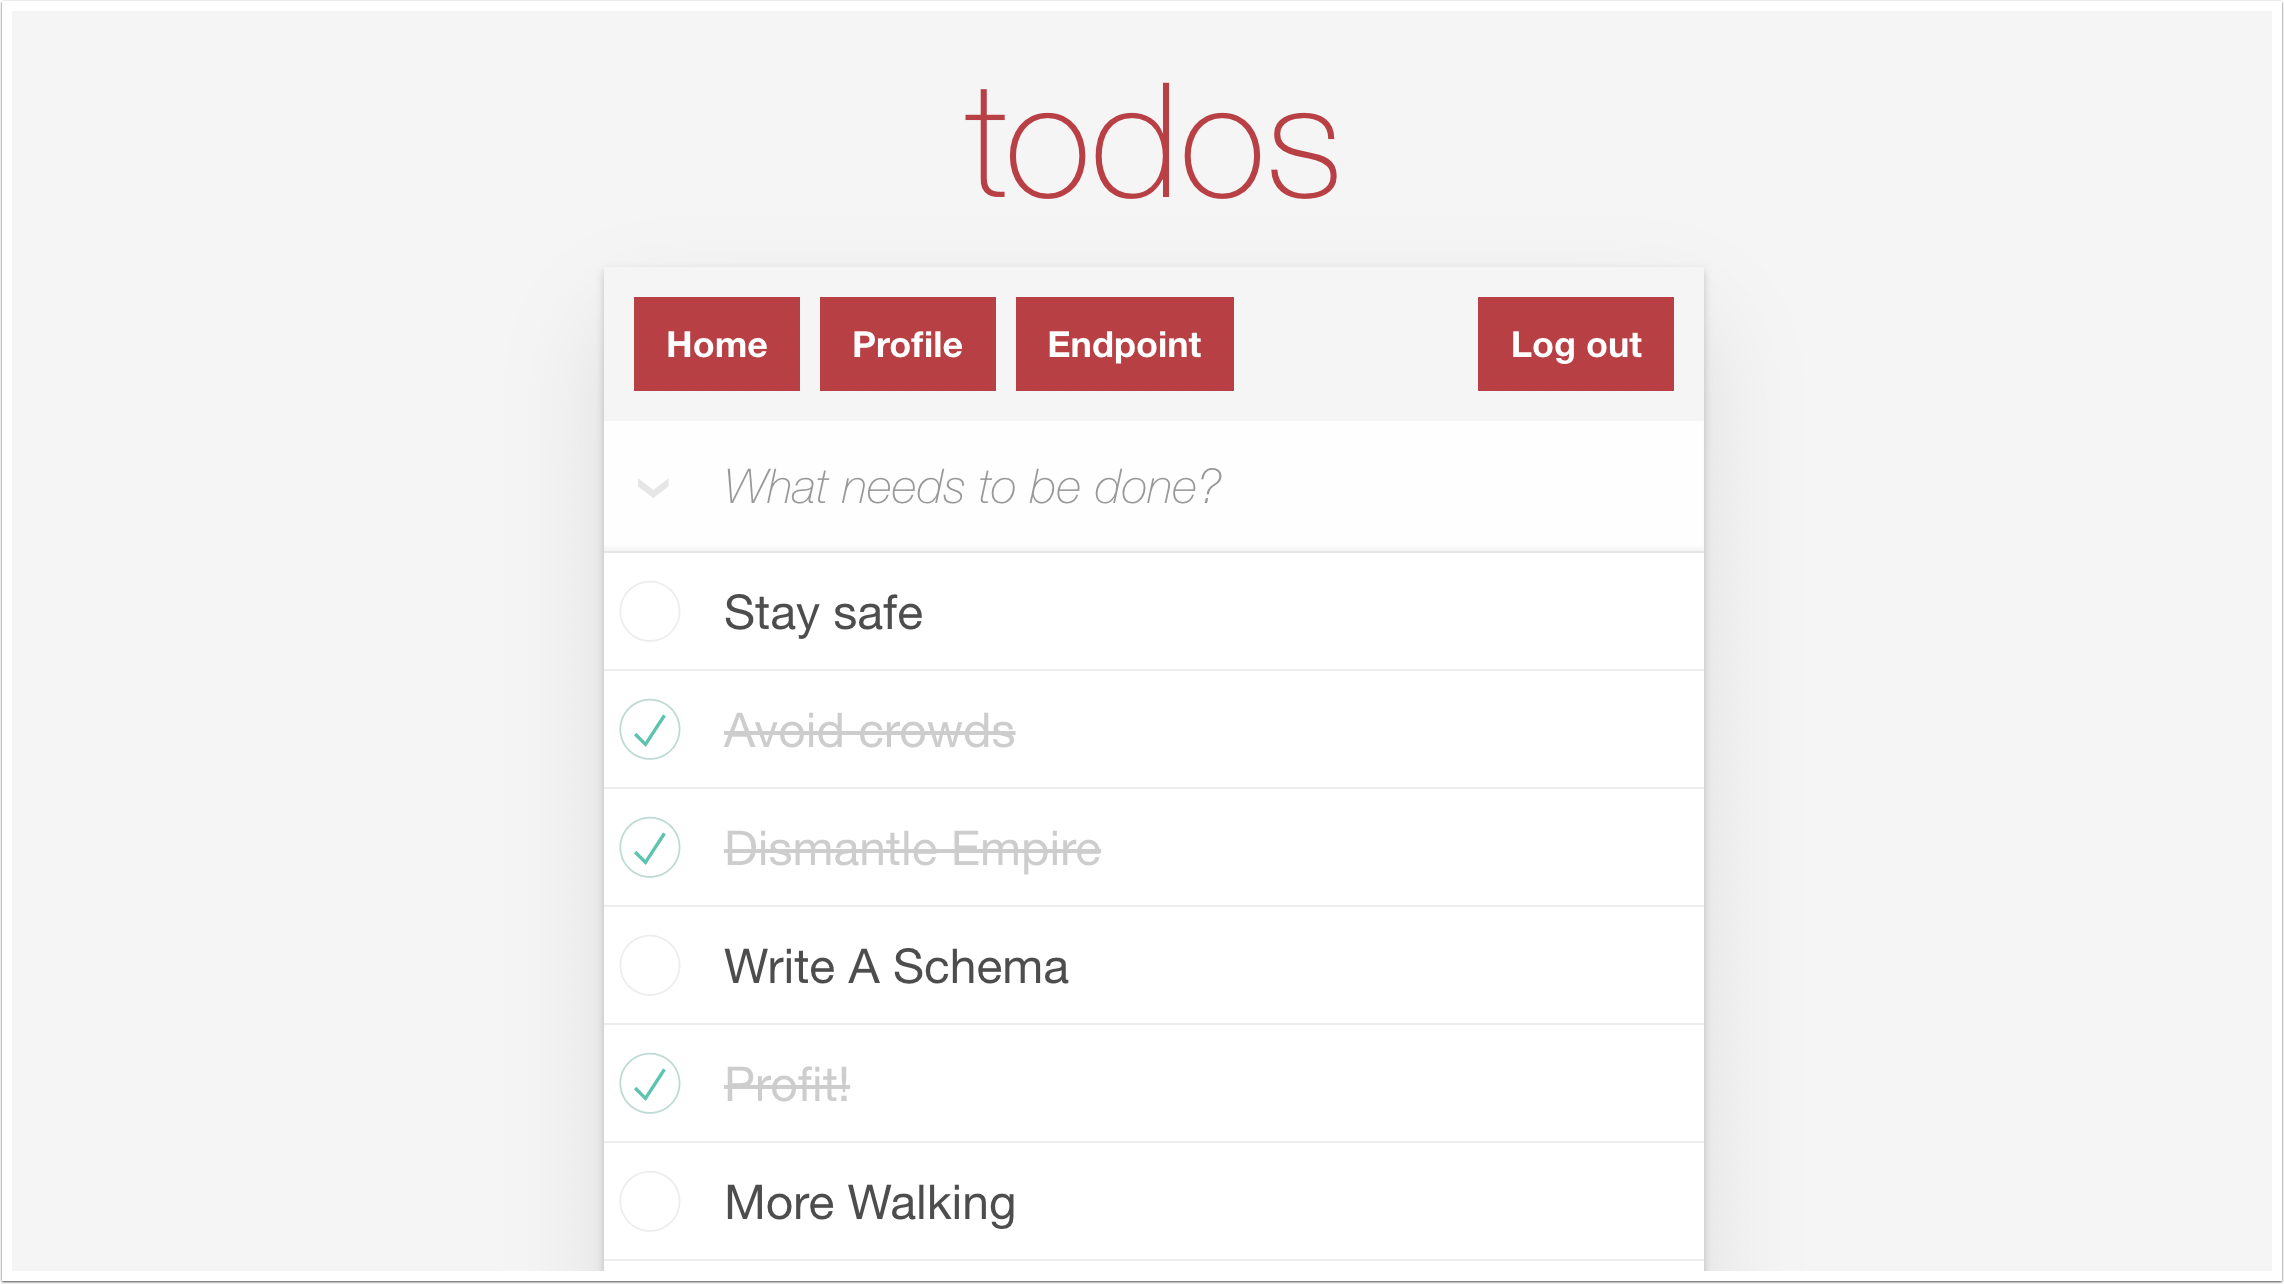 todos
Home Profile Endpoint Log out
What needs to be done?
Stay safe
Avoid crowds
Dismantle Empire
Write A Schema
Profit!
More Walking